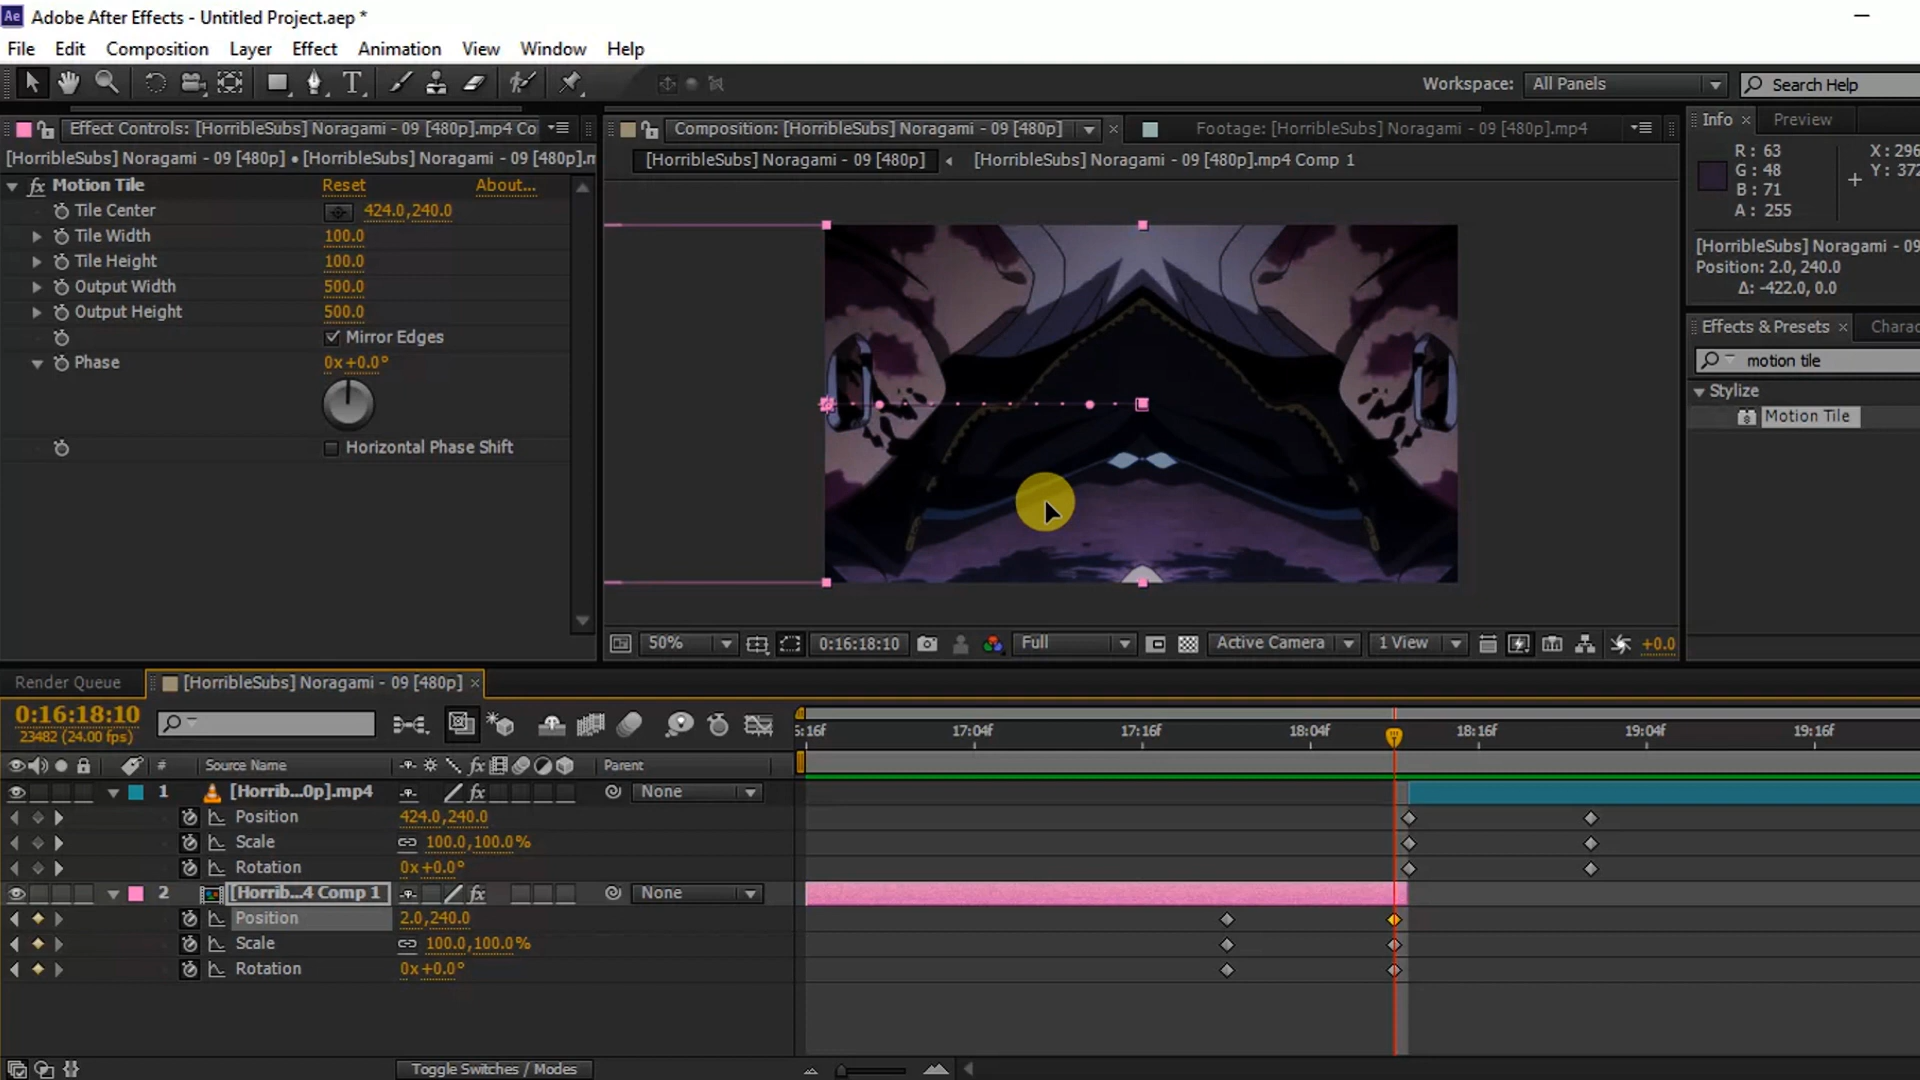 Ae Adobe After Effects - Untitled Project.aep *
File Edit Composition Layer Effect Animation View Window Help
T Workspace: All Panels Search Help
Effect Controls: [HorribleSubs] Noragami - 09 [480p].mp4 Co
Composition: [HorribleSubs] Noragami - 09 [480p] ×
Footage: [HorribleSubs] Noragami - 09 [480p].mp4
Info × Preview
[HorribleSubs] Noragami - 09 [480p] • [HorribleSubs] Noragami - 09 [480p].m
[HorribleSubs] Noragami - 09 [480p]
[HorribleSubs] Noragami - 09 [480p].mp4 Comp 1
R: 63
G: 48
B: 71
A: 255
X: 296
Y: 372
[HorribleSubs] Noragami - 09
Position: 2.0, 240.0
Δ: -422.0, 0.0
fx Motion Tile Reset About...
Tile Center 424.0,240.0
Tile Width 100.0
Tile Height 100.0
Output Width 500.0
Output Height 500.0
Mirror Edges
Phase 0x+0.0°
Horizontal Phase Shift
Effects & Presets × Charac
motion tile
Stylize
Motion Tile
50% 0:16:18:10 Full Active Camera 1 View +0.0
Render Queue
[HorribleSubs] Noragami - 09 [480p] ×
0:16:18:10
23482 (24.00 fps)
5:16f 17:04f 17:16f 18:04f 18:16f 19:04f 19:16f
# Source Name fx Parent
1 [Horrib...0p].mp4 fx None
Position 424.0,240.0
Scale 100.0,100.0%
Rotation 0x+0.0°
2 [Horrib...4 Comp 1 fx None
Position 2.0,240.0
Scale 100.0,100.0%
Rotation 0x+0.0°
Toggle Switches / Modes